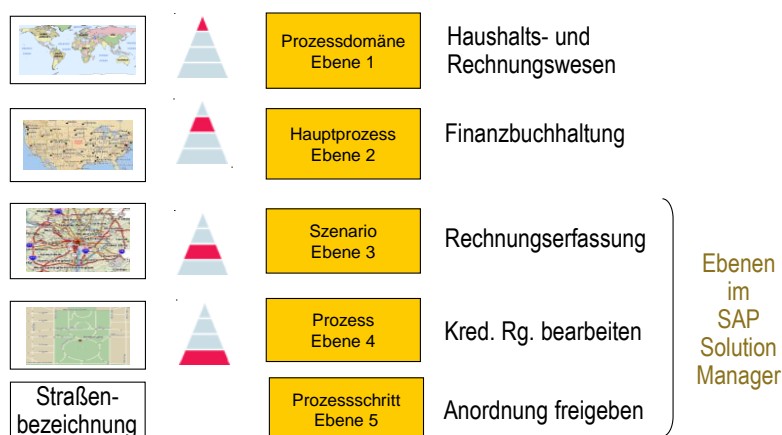 Prozessdomäne
Ebene 1
Haushalts- und
Rechnungswesen
Hauptprozess
Ebene 2
Finanzbuchhaltung
Szenario
Ebene 3
Rechnungserfassung
Prozess
Ebene 4
Kred. Rg. bearbeiten
Straßen-
bezeichnung
Prozessschritt
Ebene 5
Anordnung freigeben
Ebenen
im
SAP
Solution
Manager